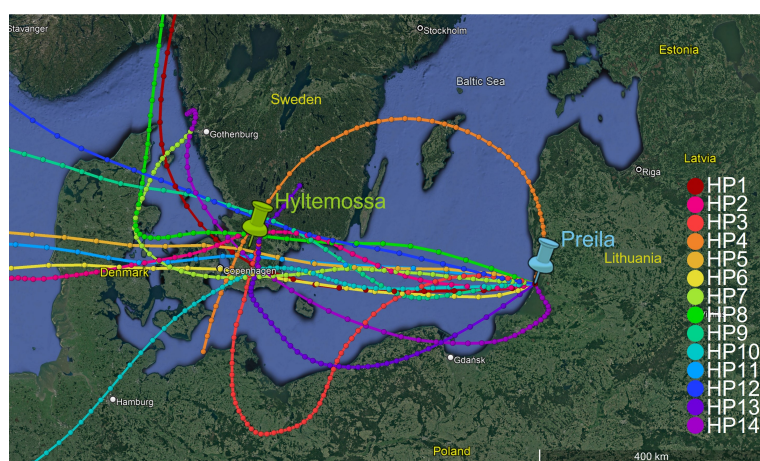 Stavanger
Stockholm
Estonia
Baltic Sea
Sweden
Gothenburg
Latvia
Riga
HP1
HP2
Hyltemossa
HP3
Preila
HP4
Lithuania
HP5
Denmark
Copenhagen
HP6
HP7
HP8
HP9
Gdańsk
HP10
HP11
HP12
Hamburg
HP13
HP14
Poland
400 km